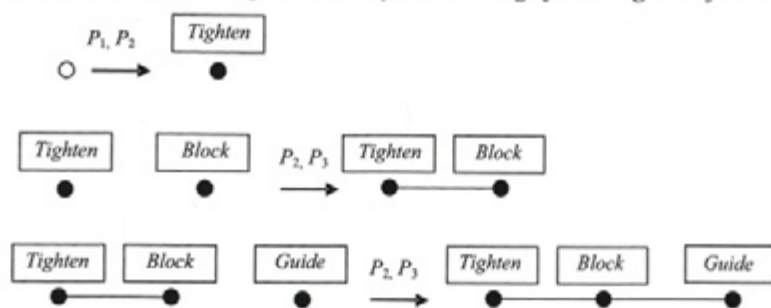 P₁, P₂ Tighten
Tighten Block P₂, P₃ Tighten Block
Tighten Block Guide P₂, P₃ Tighten Block Guide